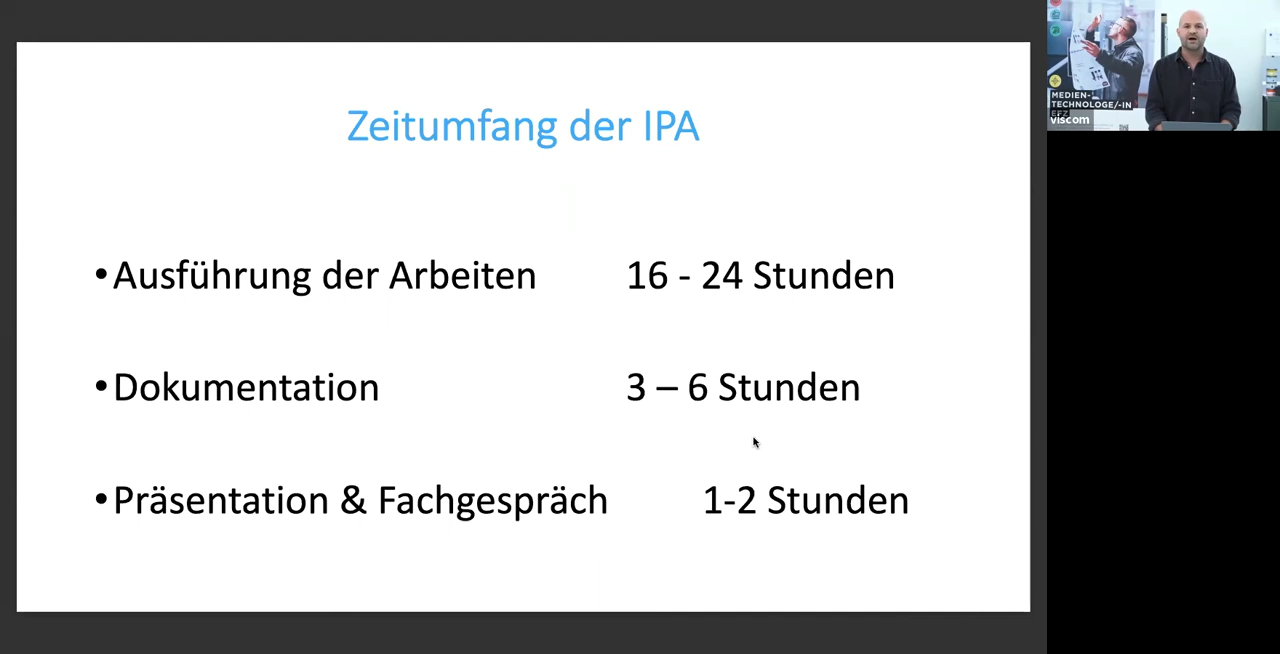 Zeitumfang der IPA
•Ausführung der Arbeiten 16 - 24 Stunden
•Dokumentation 3 – 6 Stunden
•Präsentation & Fachgespräch 1-2 Stunden
MEDIEN-
TECHNOLOGE/-IN
EFZ
viscom